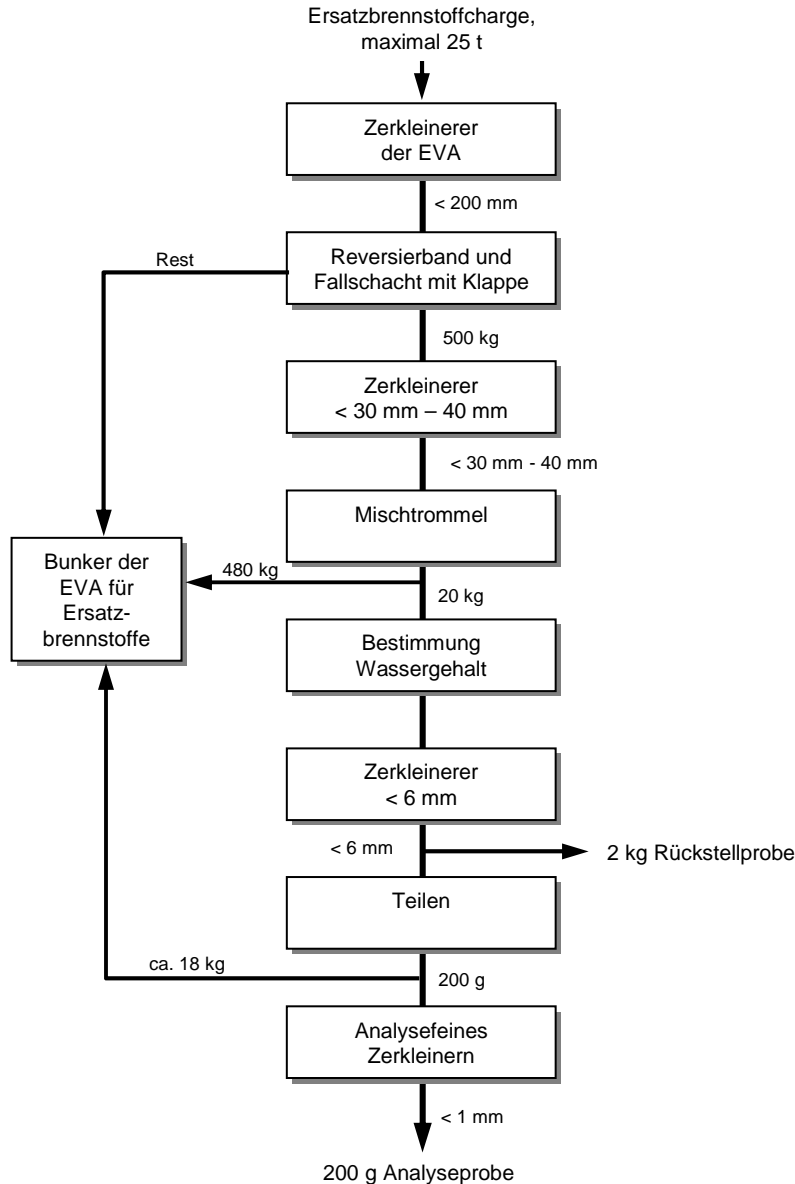 Ersatzbrennstoffcharge,
maximal 25 t
Zerkleinerer
der EVA
< 200 mm
Rest
Reversierband und
Fallschacht mit Klappe
500 kg
Zerkleinerer
< 30 mm – 40 mm
< 30 mm - 40 mm
Mischtrommel
Bunker der
EVA für
Ersatz-
brennstoffe
480 kg
20 kg
Bestimmung
Wassergehalt
Zerkleinerer
< 6 mm
< 6 mm
2 kg Rückstellprobe
Teilen
ca. 18 kg
200 g
Analysefeines
Zerkleinern
< 1 mm
200 g Analyseprobe